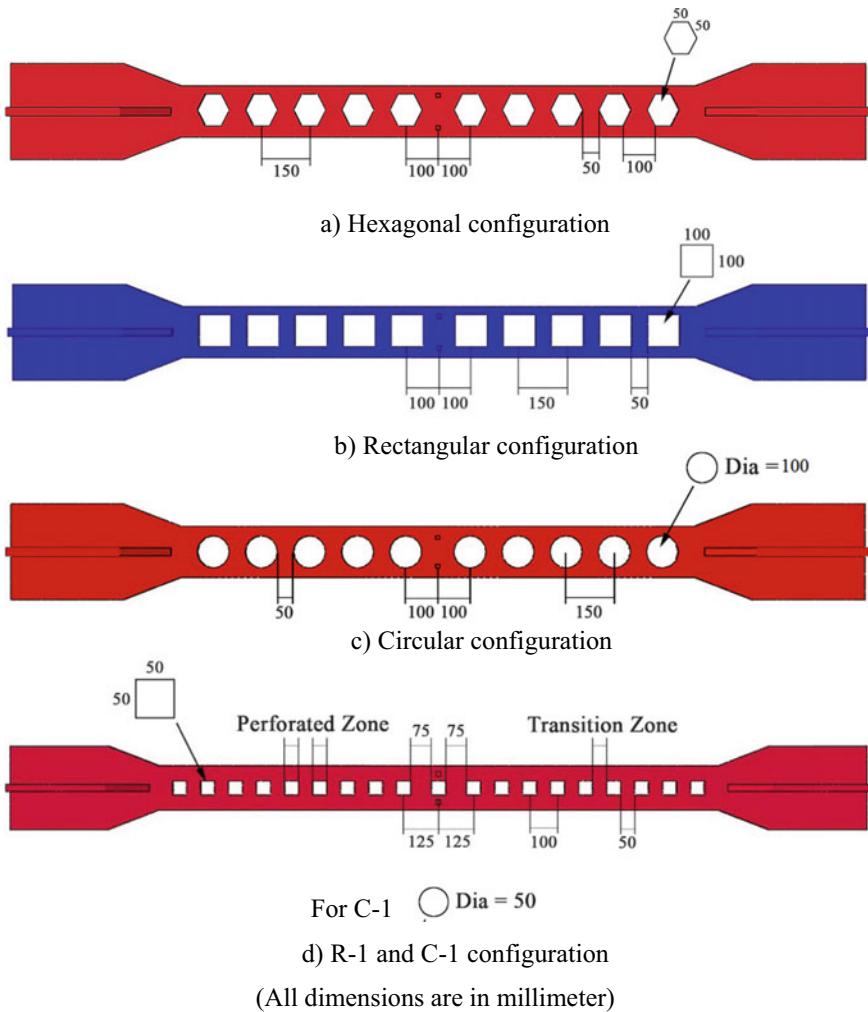 50
50
150
100 100
50
100
a) Hexagonal configuration
100
100
100 100
150
50
b) Rectangular configuration
Dia = 100
50
100 100
150
c) Circular configuration
50
50
Perforated Zone
75
75
Transition Zone
125
125
100
50
For C-1
Dia = 50
d) R-1 and C-1 configuration
(All dimensions are in millimeter)